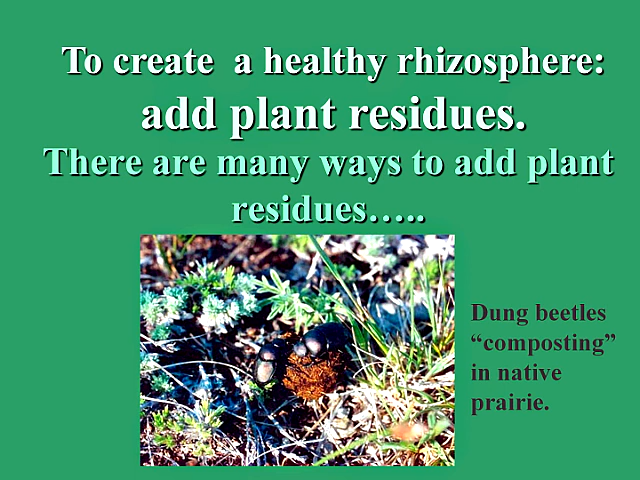 To create  a healthy rhizosphere:
add plant residues.
There are many ways to add plant
residues…..
Dung beetles
“composting”
in native
prairie.